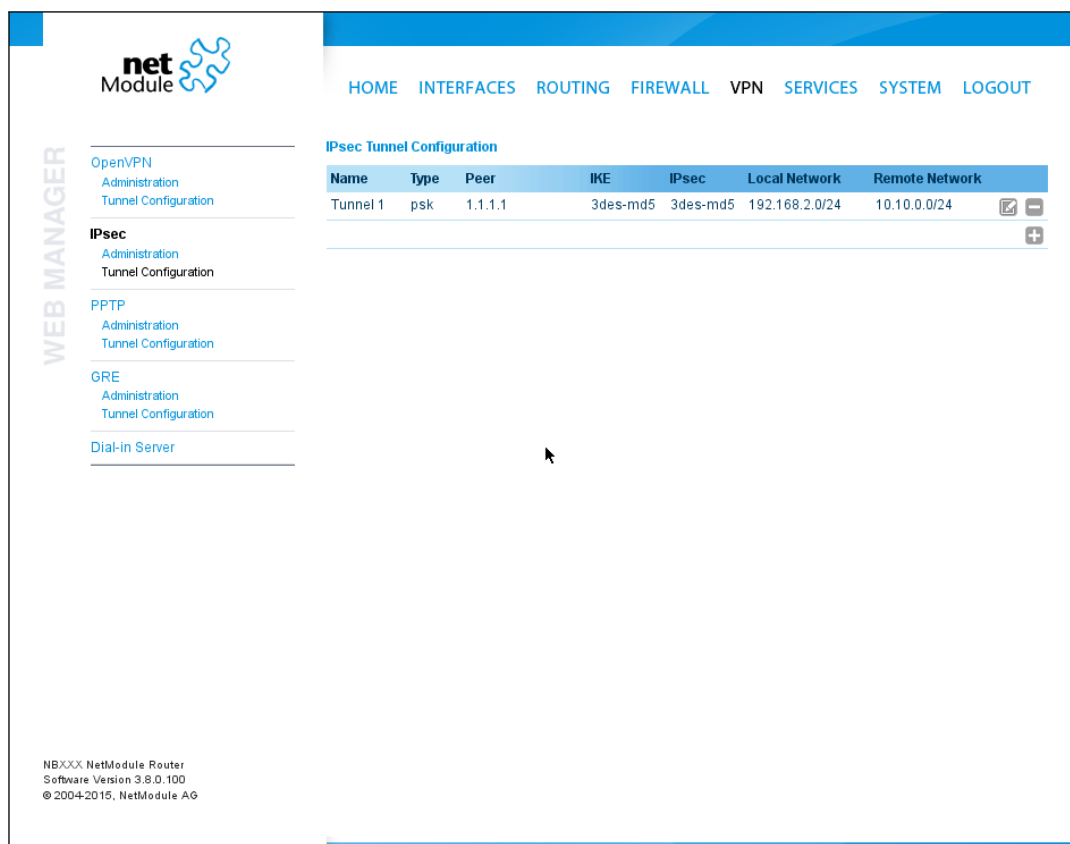 net
Module
HOME INTERFACES ROUTING FIREWALL VPN SERVICES SYSTEM LOGOUT
WEB MANAGER
OpenVPN
Administration
Tunnel Configuration
IPsec
Administration
Tunnel Configuration
PPTP
Administration
Tunnel Configuration
GRE
Administration
Tunnel Configuration
Dial-in Server
IPsec Tunnel Configuration
Name Type Peer IKE IPsec Local Network Remote Network
Tunnel 1 psk 1.1.1.1 3des-md5 3des-md5 192.168.2.0/24 10.10.0.0/24
NBXXX NetModule Router
Software Version 3.8.0.100
© 2004-2015, NetModule AG